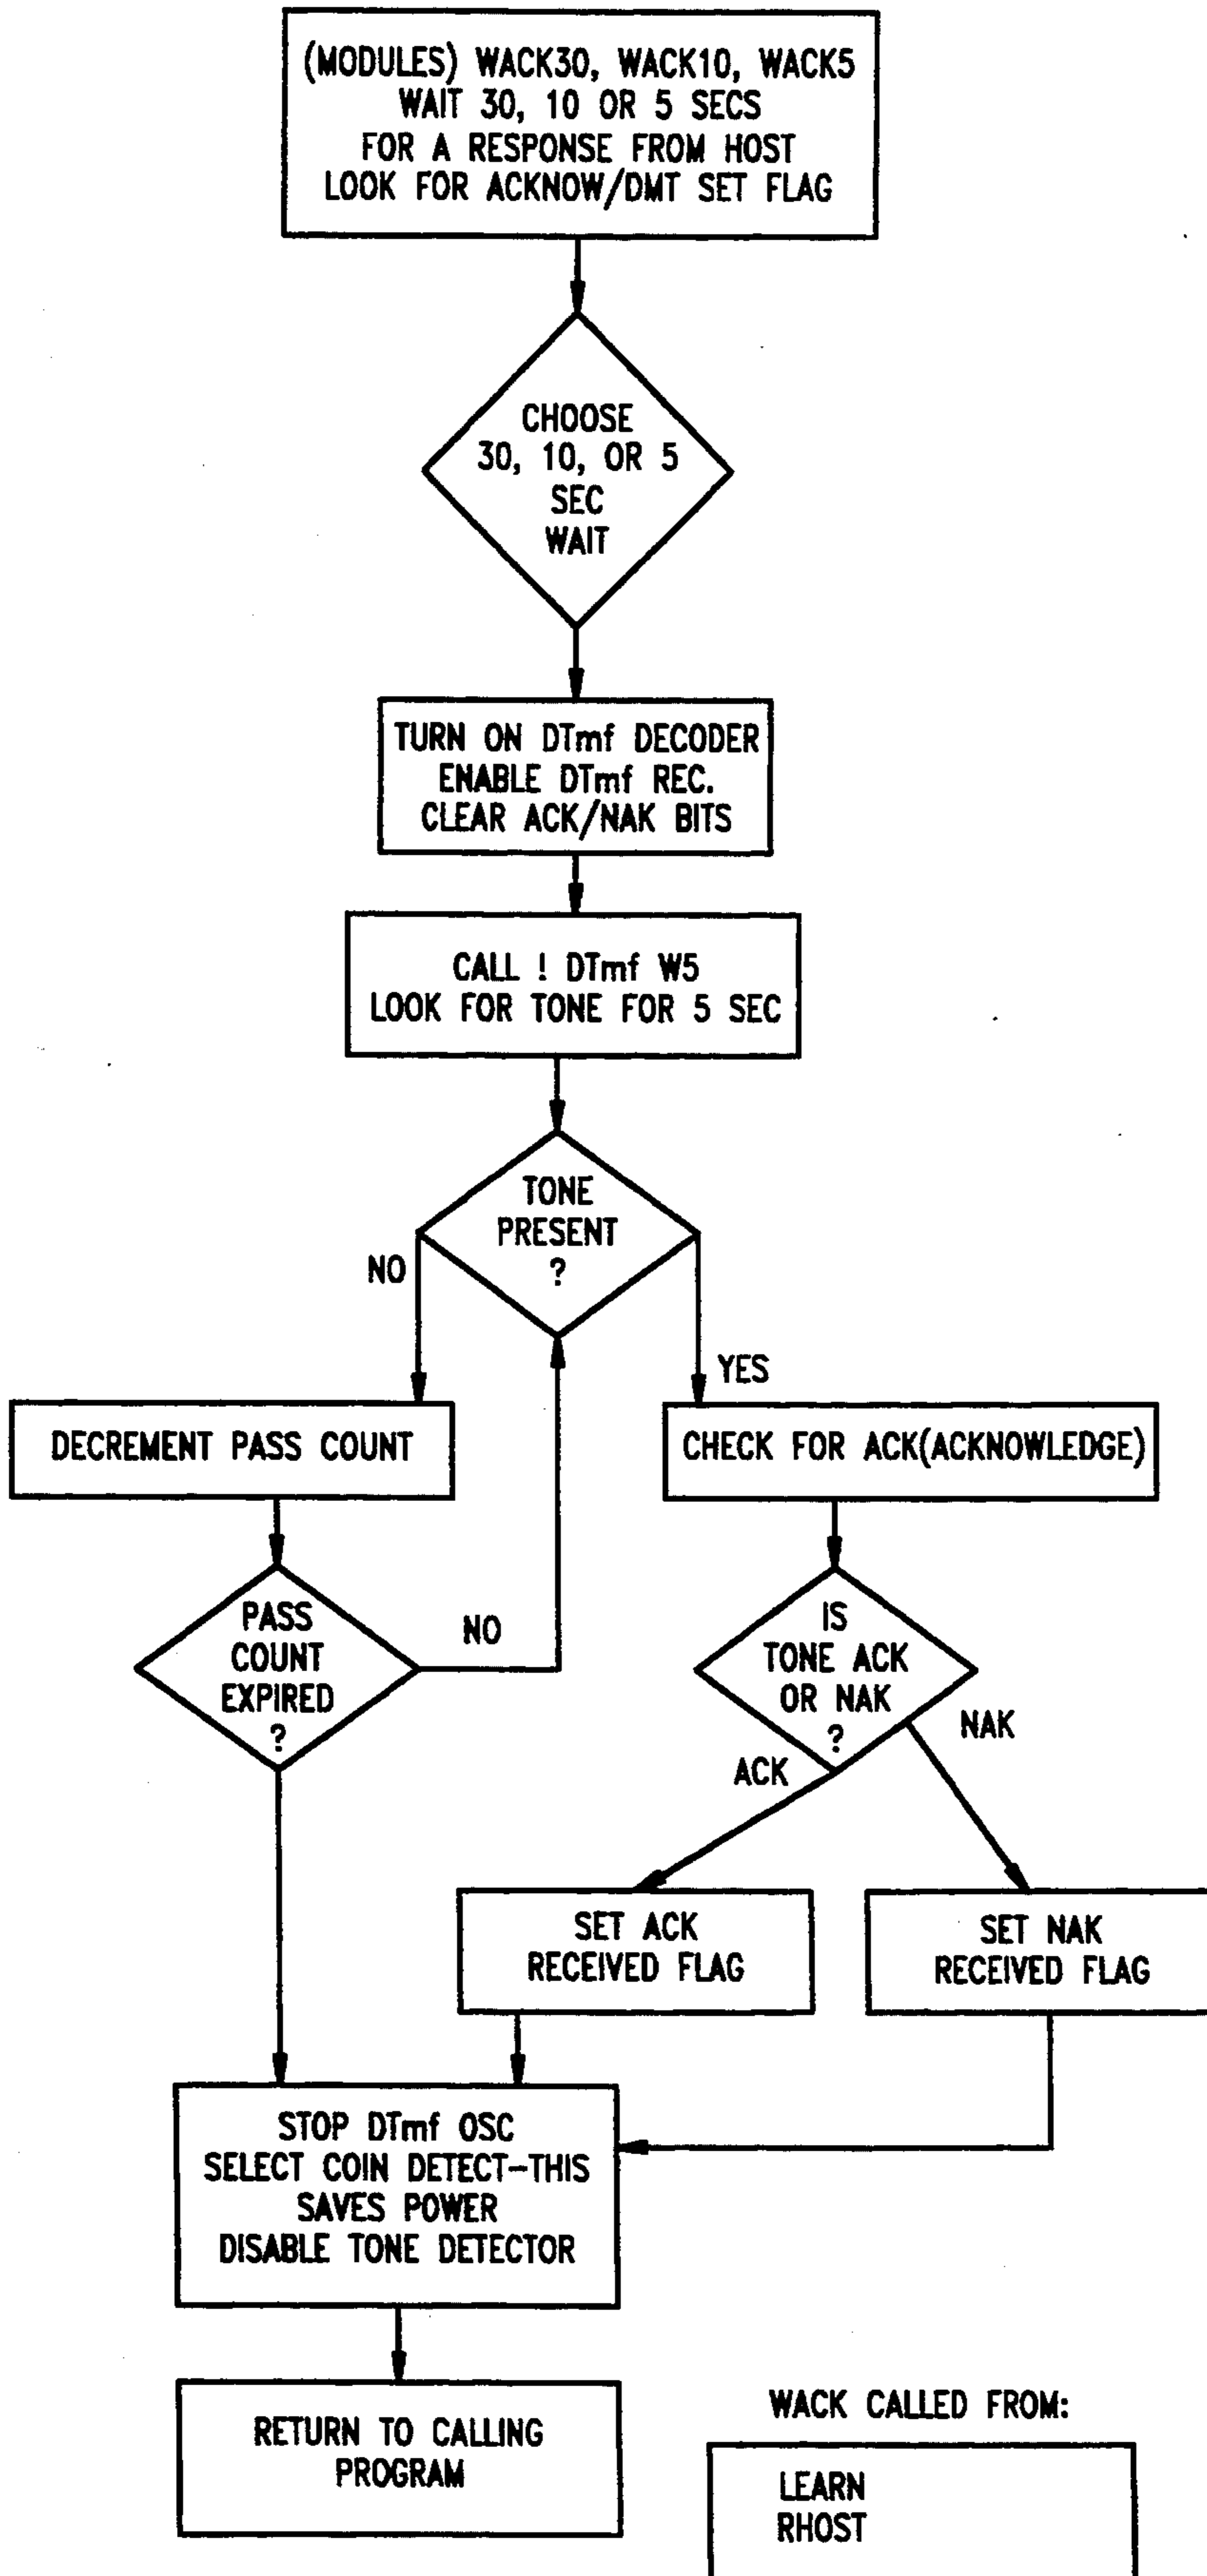 (MODULES) WACK30, WACK10, WACK5
WAIT 30, 10 OR 5 SECS
FOR A RESPONSE FROM HOST
LOOK FOR ACKNOW/DMT SET FLAG
CHOOSE
30, 10, OR 5
SEC
WAIT
TURN ON DTmf DECODER
ENABLE DTmf REC.
CLEAR ACK/NAK BITS
CALL ! DTmf W5
LOOK FOR TONE FOR 5 SEC
TONE
PRESENT
?
NO
YES
DECREMENT PASS COUNT
CHECK FOR ACK(ACKNOWLEDGE)
PASS
COUNT
EXPIRED
?
NO
IS
TONE ACK
OR NAK
?
NAK
ACK
SET ACK
RECEIVED FLAG
SET NAK
RECEIVED FLAG
STOP DTmf OSC
SELECT COIN DETECT-THIS
SAVES POWER
DISABLE TONE DETECTOR
RETURN TO CALLING
PROGRAM
WACK CALLED FROM:
LEARN
RHOST